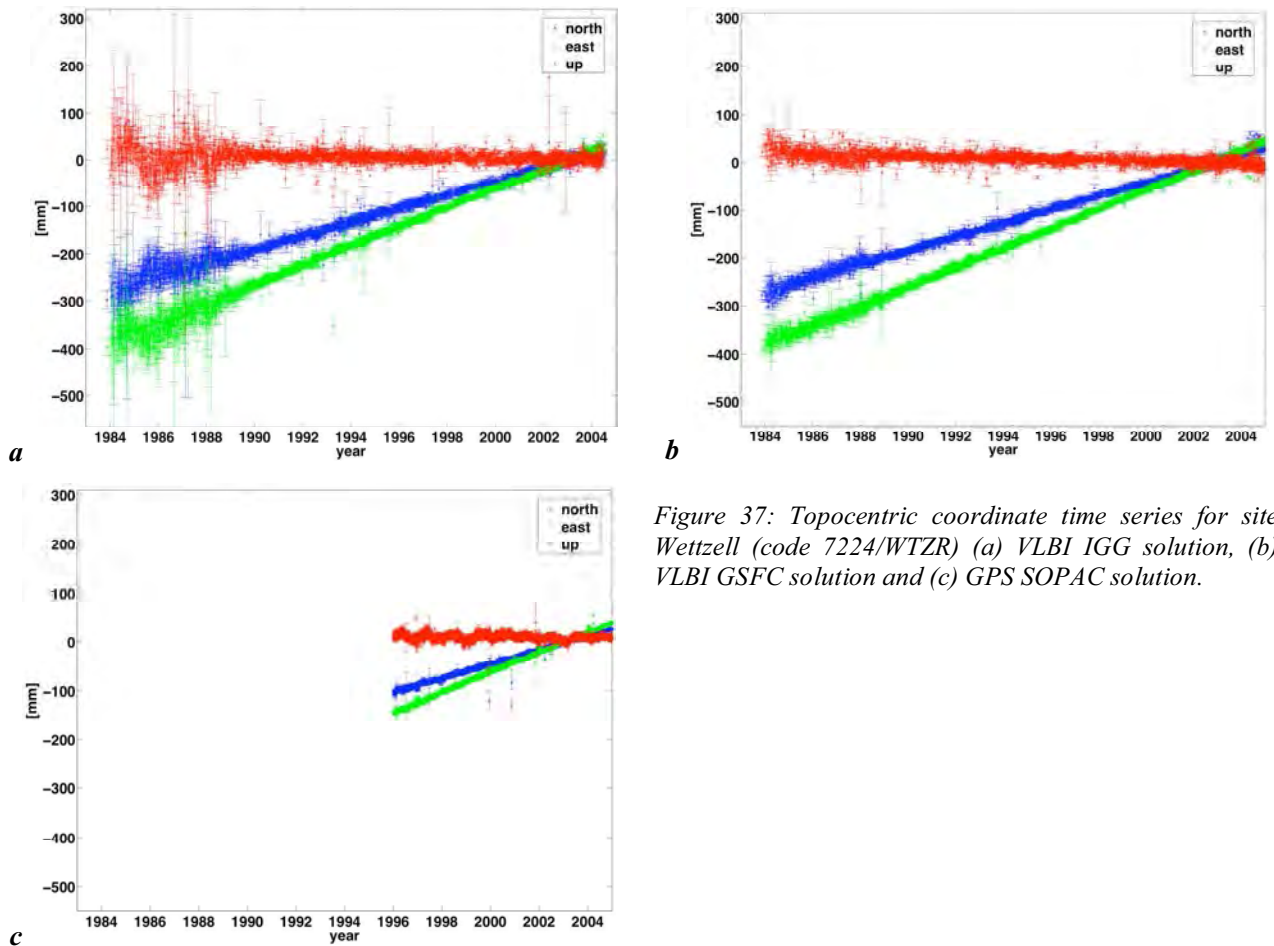 300
200
100
0
−100
−200
−300
−400
−500
[mm]
north
east
up
1984 1986 1988 1990 1992 1994 1996 1998 2000 2002 2004
year
a
300
200
100
0
−100
−200
−300
−400
−500
[mm]
north
east
up
1984 1986 1988 1990 1992 1994 1996 1998 2000 2002 2004
year
b
300
200
100
0
−100
−200
−300
−400
−500
[mm]
north
east
up
1984 1986 1988 1990 1992 1994 1996 1998 2000 2002 2004
year
c
Figure 37: Topocentric coordinate time series for site
Wettzell (code 7224/WTZR) (a) VLBI IGG solution, (b)
VLBI GSFC solution and (c) GPS SOPAC solution.